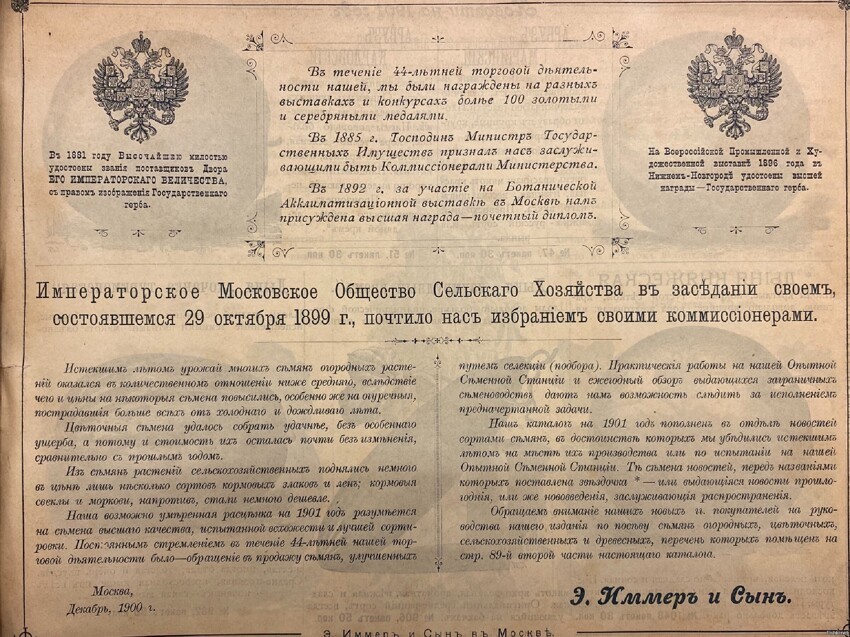 Въ 1881 году Высочайшею милостью
удостоены званія поставщиковъ Двора
ЕГО ИМПЕРАТОРСКАГО ВЕЛИЧЕСТВА,
съ правомъ изображенія Государственнаго
герба.
Въ теченіе 44-лѣтней торговой дѣятель-
ности нашей, мы были награждены на разныхъ
выставкахъ и конкурсахъ болѣе 100 золотыми
и серебряными медалями.
Въ 1885 г. Господинъ Министръ Государ-
ственныхъ Имуществъ призналъ насъ заслужи-
вающими быть Коммиссіонерами Министерства.
Въ 1892 г. за участіе на Ботанической
Акклиматизаціонной выставкѣ въ Москвѣ намъ
присуждена высшая награда—почетный дипломъ.
На Всероссійской Промышленной и Ху-
дожественной выставкѣ 1896 года въ
Нижнемъ-Новгородѣ удостоены высшей
награды—Государственнаго герба.
Императорское Московское Общество Сельскаго Хозяйства въ засѣданіи своемъ,
состоявшемся 29 октября 1899 г., почтило насъ избраніемъ своими коммиссіонерами.
Истекшимъ лѣтомъ урожай многихъ сѣмянъ огородныхъ расте-
ній оказался въ количественномъ отношеніи ниже средняго, вслѣдствіе
чего и цѣны на нѣкоторыя сѣмена повысились, особенно же на огуречныя,
пострадавшія больше всѣхъ отъ холоднаго и дождливаго лѣта.
Цвѣточныя сѣмена удалось собрать удачнѣе, безъ особеннаго
ущерба, а потому и стоимость ихъ осталась почти безъ измѣненія,
сравнительно съ прошлымъ годомъ.
Изъ сѣмянъ растеній сельскохозяйственныхъ поднялись немного
въ цѣнѣ лишь нѣсколько сортовъ кормовыхъ злаковъ и ленъ; кормовыя
свеклы и моркови, напротивъ, стали немного дешевле.
Наша возможно умѣренная расцѣнка на 1901 годъ разумѣется
на сѣмена высшаго качества, испытанной всхожести и лучшей сорти-
ровки. Постояннымъ стремленіемъ въ теченіе 44-лѣтней нашей тор-
говой дѣятельности было—обращеніе въ продажу сѣмянъ, улучшенныхъ
путемъ селекціи (подбора). Практическія работы на нашей Опытной
Сѣменной Станціи и ежегодный обзоръ выдающихся заграничныхъ
сѣменоводствъ даютъ намъ возможность слѣдить за исполненіемъ
предначертанной задачи.
Нашъ каталогъ на 1901 годъ пополненъ въ отдѣлѣ новостей
сортами сѣмянъ, въ достоинствѣ которыхъ мы убѣдились истекшимъ
лѣтомъ на мѣстѣ ихъ производства или по испытаніи на нашей
Опытной Сѣменной Станціи. Тѣ сѣмена новостей, передъ названіями
которыхъ поставлена звѣздочка *—или выдающіяся новости прошло-
годнія, или же нововведенія, заслуживающія распространенія.
Обращаемъ вниманіе нашихъ новыхъ гг. покупателей на руко-
водства нашего изданія по посѣву сѣмянъ огородныхъ, цвѣточныхъ,
сельскохозяйственныхъ и древесныхъ, перечень которыхъ помѣщенъ на
стр. 89-й второй части настоящаго каталога.
Москва,
Декабрь, 1900 г.
Э. Иммеръ и Сынъ.
Э. Иммеръ и Сынъ въ Москвѣ.